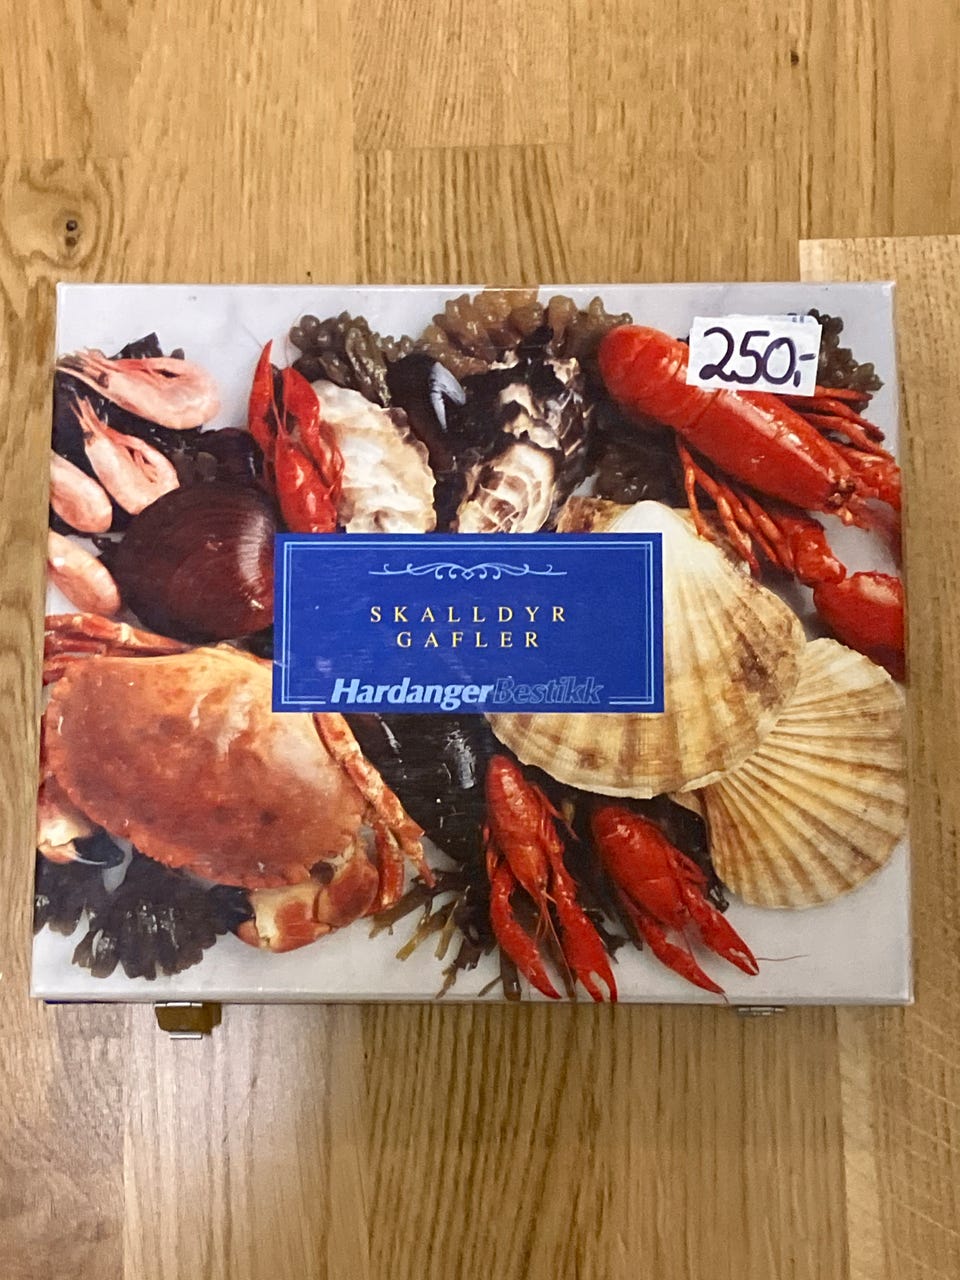 250,-
SKALLDYR
GAFLER
HardangerBestikk